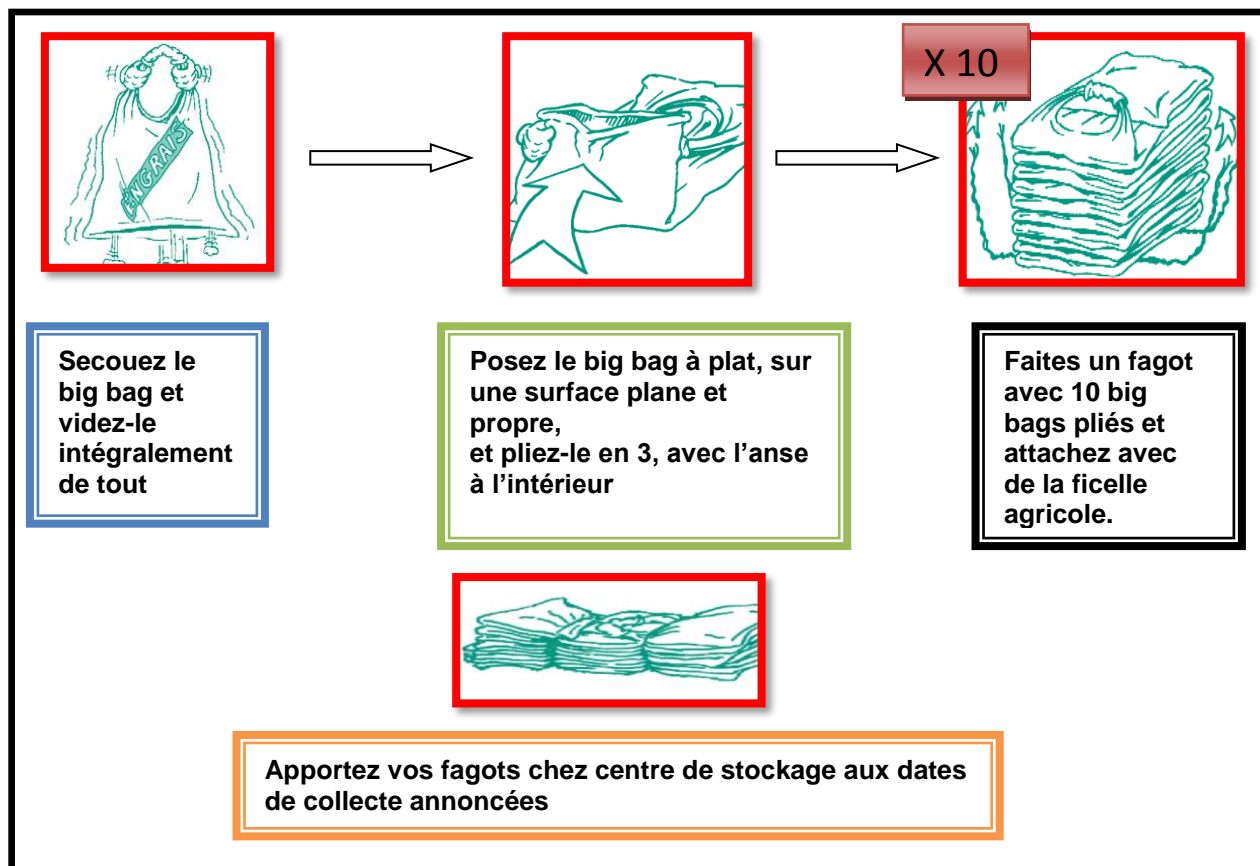 ENGRAIS
X 10
Secouez le
big bag et
videz-le
intégralement
de tout
Posez le big bag à plat, sur
une surface plane et
propre,
et pliez-le en 3, avec l’anse
à l’intérieur
Faites un fagot
avec 10 big
bags pliés et
attachez avec
de la ficelle
agricole.
Apportez vos fagots chez centre de stockage aux dates
de collecte annoncées